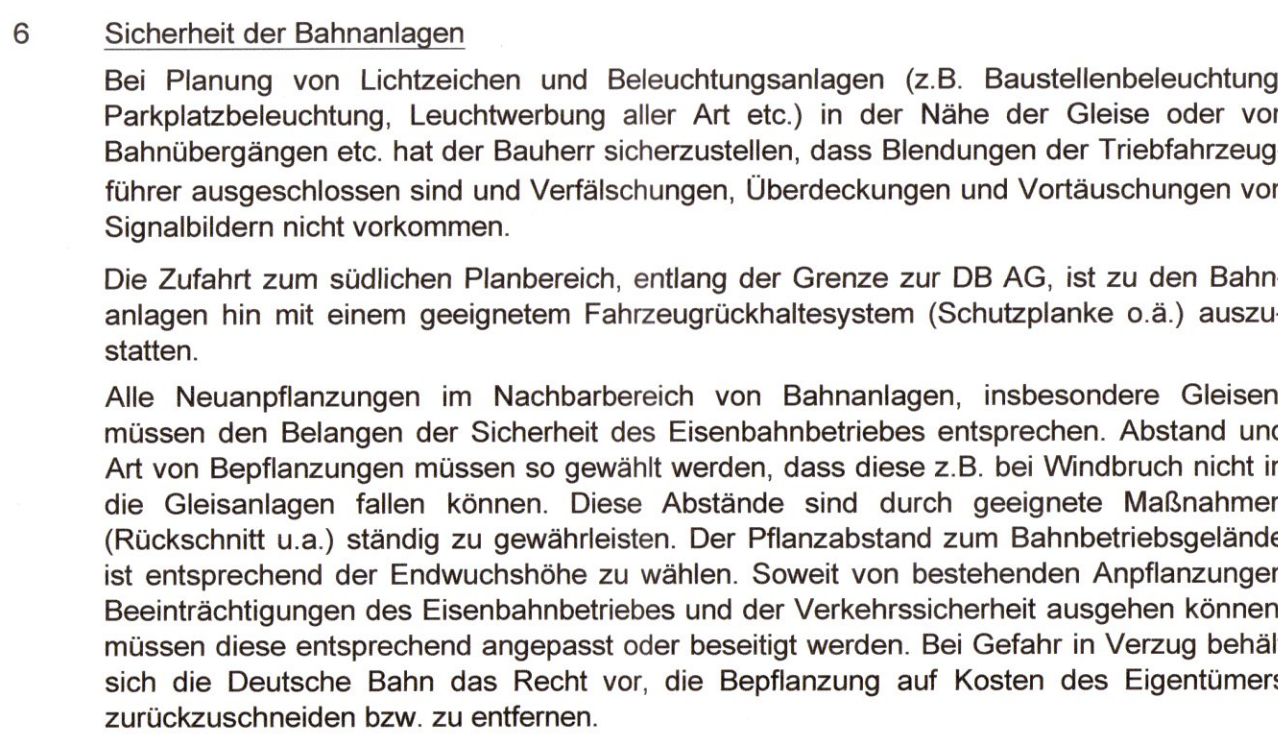 6 Sicherheit der Bahnanlagen
Bei Planung von Lichtzeichen und Beleuchtungsanlagen (z.B. Baustellenbeleuchtung
Parkplatzbeleuchtung, Leuchtwerbung aller Art etc.) in der Nähe der Gleise oder von
Bahnübergängen etc. hat der Bauherr sicherzustellen, dass Blendungen der Triebfahrzeug-
führer ausgeschlossen sind und Verfälschungen, Überdeckungen und Vortäuschungen von
Signalbildern nicht vorkommen.
Die Zufahrt zum südlichen Planbereich, entlang der Grenze zur DB AG, ist zu den Bahn-
anlagen hin mit einem geeignetem Fahrzeugrückhaltesystem (Schutzplanke o.ä.) auszu-
statten.
Alle Neuanpflanzungen im Nachbarbereich von Bahnanlagen, insbesondere Gleisen
müssen den Belangen der Sicherheit des Eisenbahnbetriebes entsprechen. Abstand und
Art von Bepflanzungen müssen so gewählt werden, dass diese z.B. bei Windbruch nicht in
die Gleisanlagen fallen können. Diese Abstände sind durch geeignete Maßnahmen
(Rückschnitt u.a.) ständig zu gewährleisten. Der Pflanzabstand zum Bahnbetriebsgelände
ist entsprechend der Endwuchshöhe zu wählen. Soweit von bestehenden Anpflanzungen
Beeinträchtigungen des Eisenbahnbetriebes und der Verkehrssicherheit ausgehen können
müssen diese entsprechend angepasst oder beseitigt werden. Bei Gefahr in Verzug behält
sich die Deutsche Bahn das Recht vor, die Bepflanzung auf Kosten des Eigentümers
zurückzuschneiden bzw. zu entfernen.